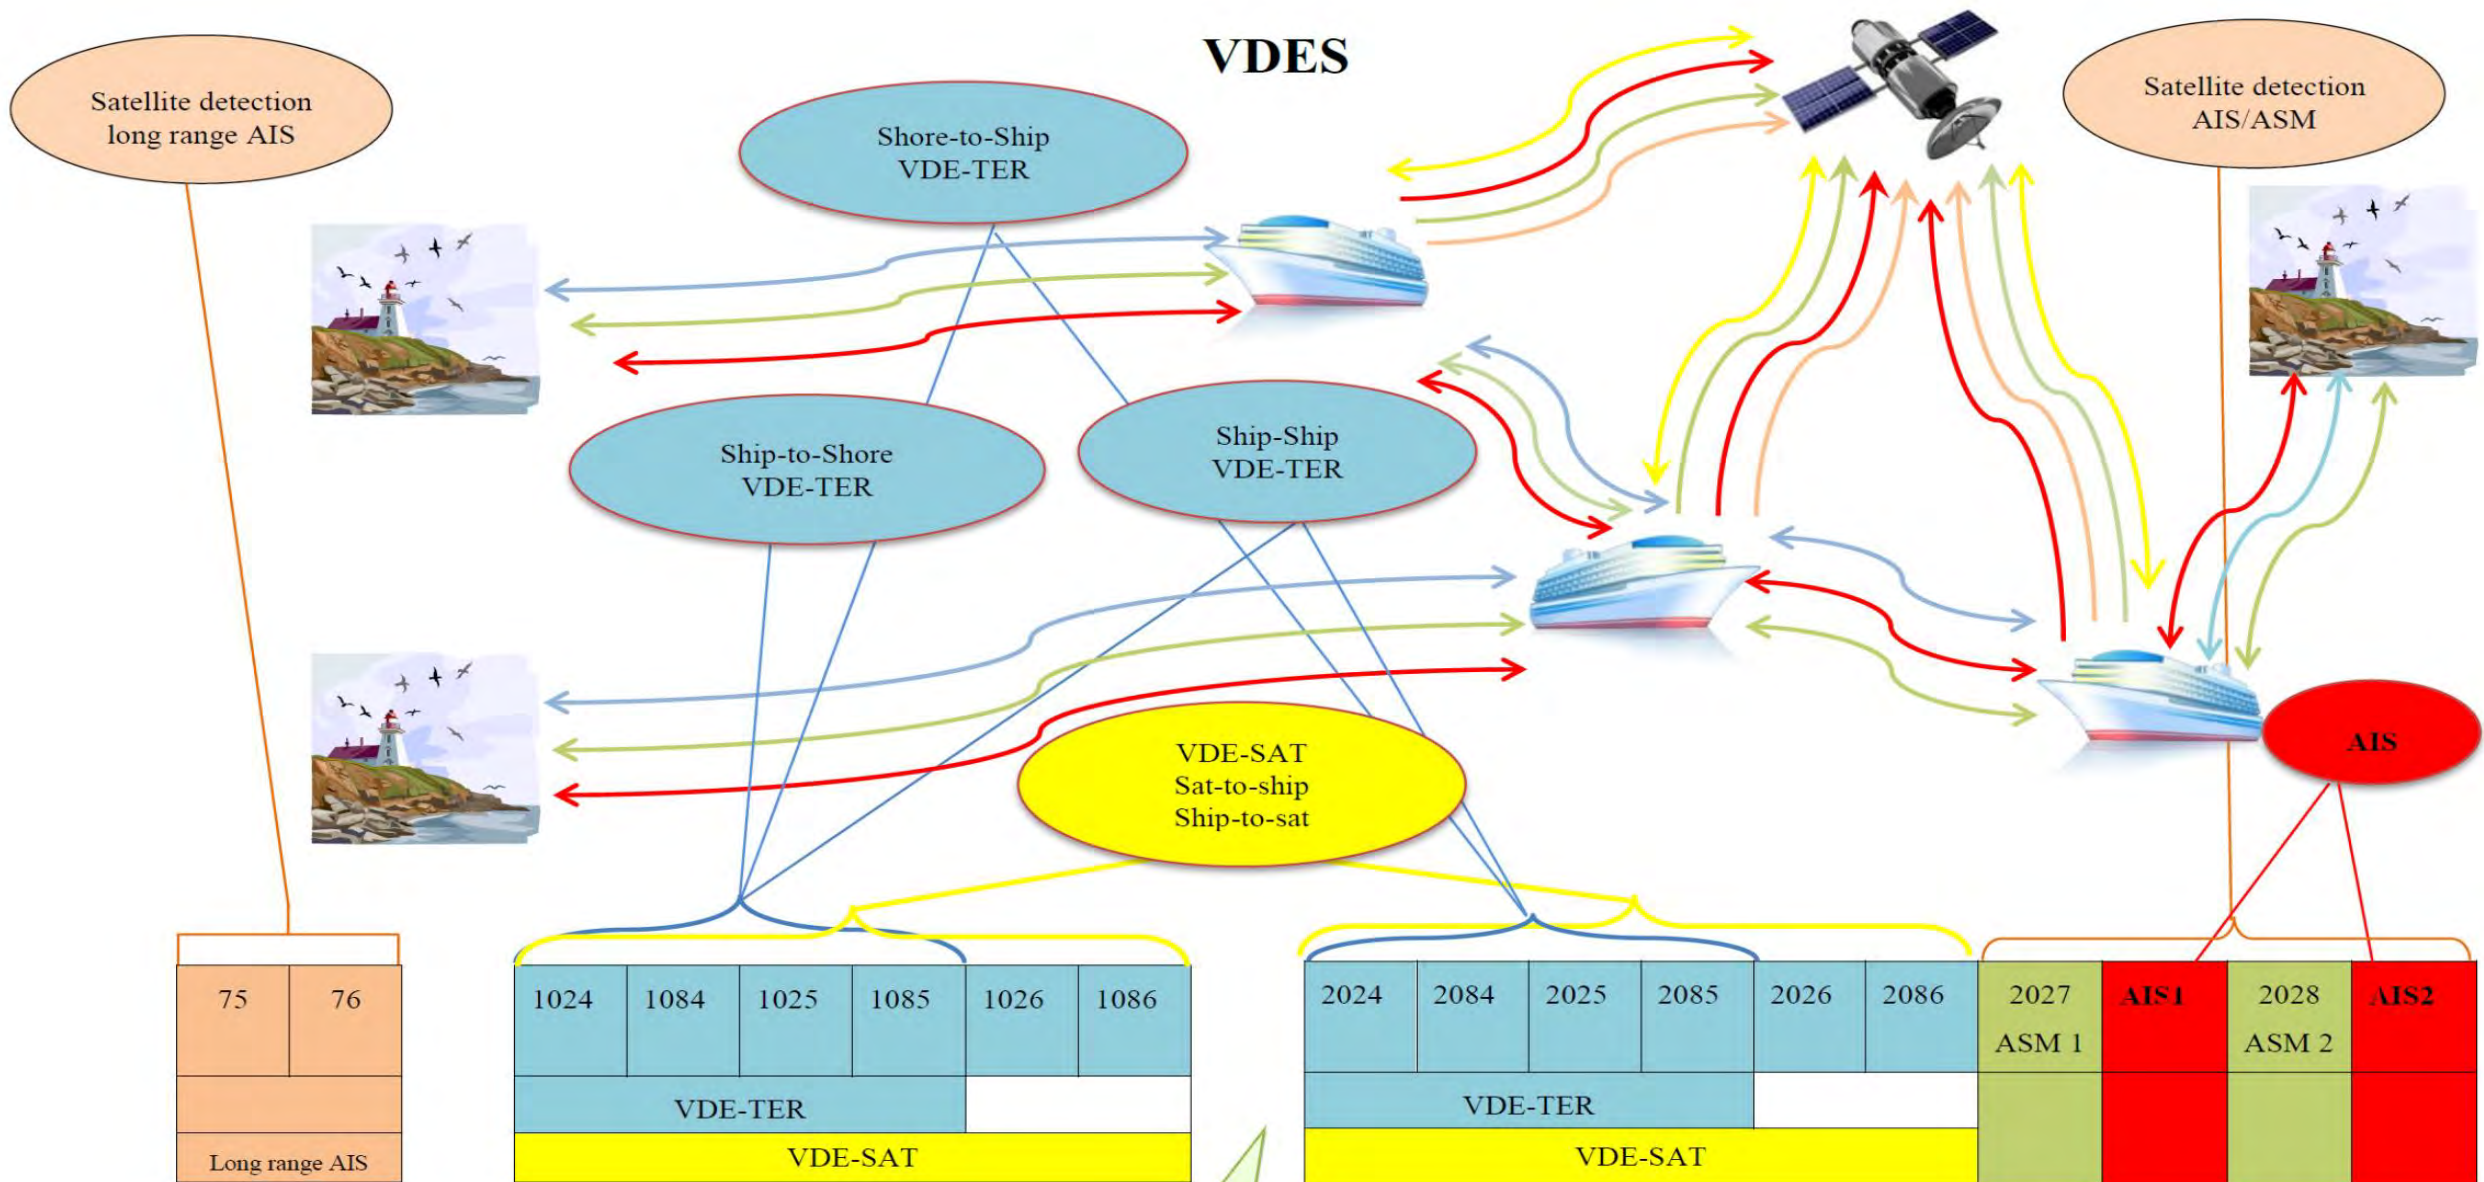 VDES
Satellite detection
long range AIS
Shore-to-Ship
VDE-TER
Satellite detection
AIS/ASM
Ship-to-Shore
VDE-TER
Ship-Ship
VDE-TER
VDE-SAT
Sat-to-ship
Ship-to-sat
AIS
75 76
Long range AIS
1024 1084 1025 1085 1026 1086
VDE-TER
VDE-SAT
2024 2084 2025 2085 2026 2086 2027 AIS1 2028 AIS2
ASM 1 ASM 2
VDE-TER
VDE-SAT